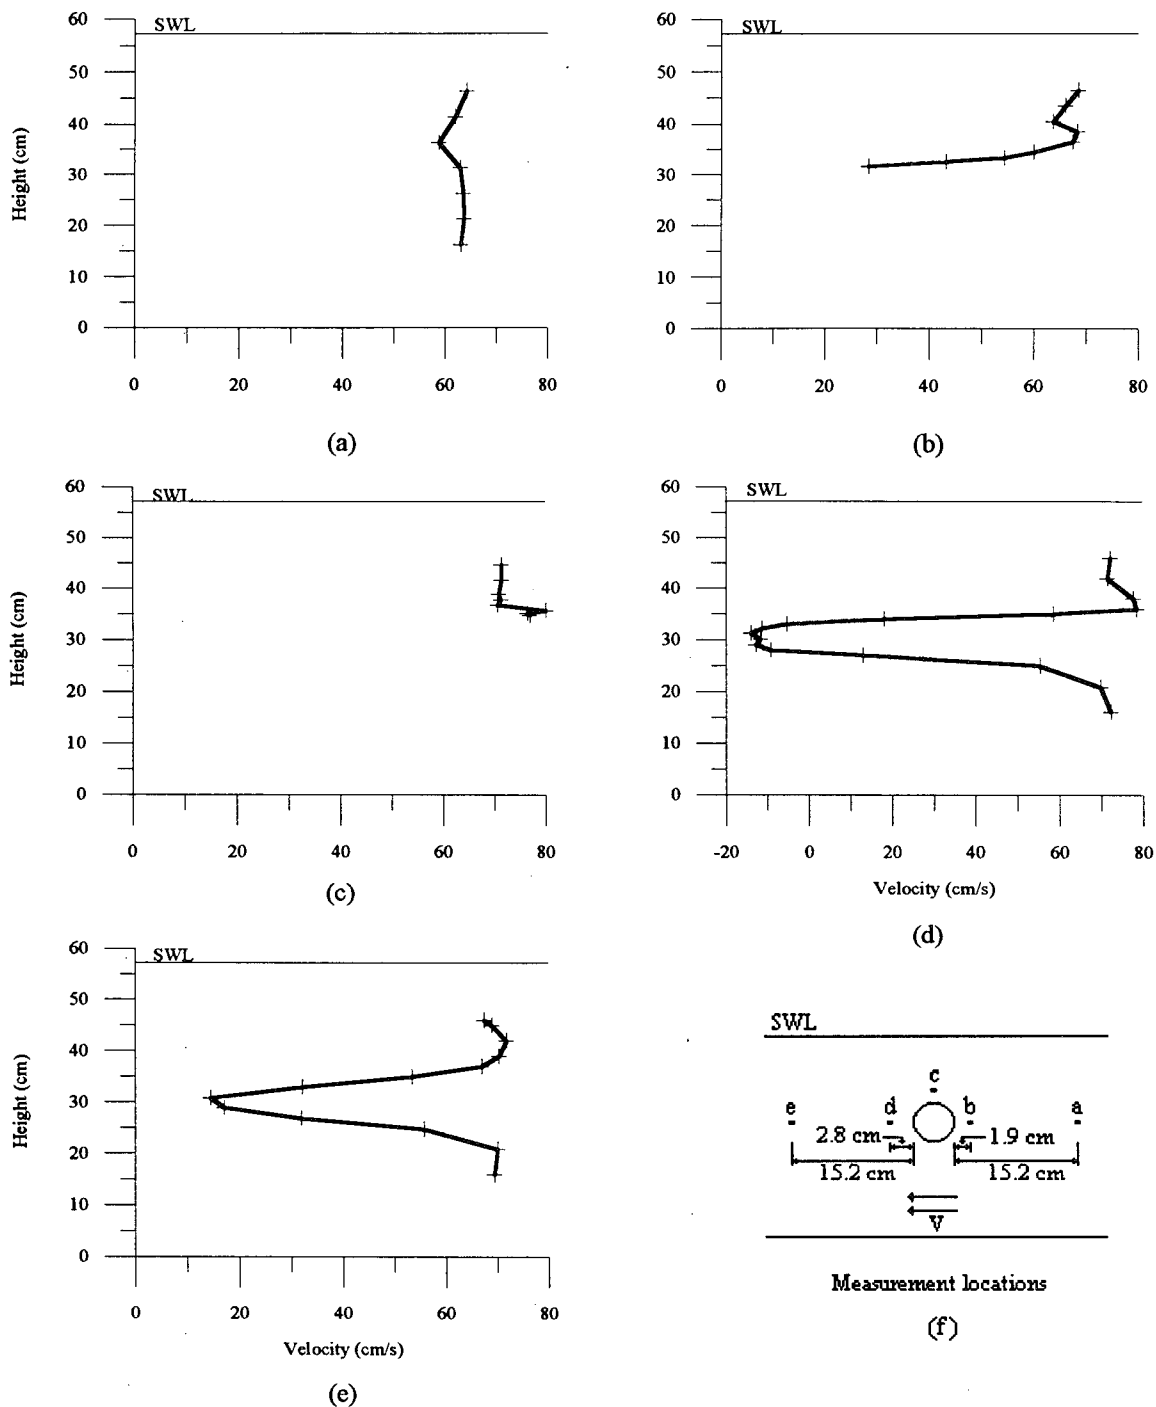 60
SWL
50
40
30
20
10
0
Height (cm)
0 20 40 60 80
(a)
60
SWL
50
40
30
20
10
0
0 20 40 60 80
(b)
60
SWL
50
40
30
20
10
0
Height (cm)
0 20 40 60 80
(c)
60
SWL
50
40
30
20
10
0
-20 0 20 40 60 80
Velocity (cm/s)
(d)
60
SWL
50
40
30
20
10
0
Height (cm)
0 20 40 60 80
Velocity (cm/s)
(e)
SWL
c
e d b a
2.8 cm 1.9 cm
15.2 cm 15.2 cm
V
Measurement locations
(f)